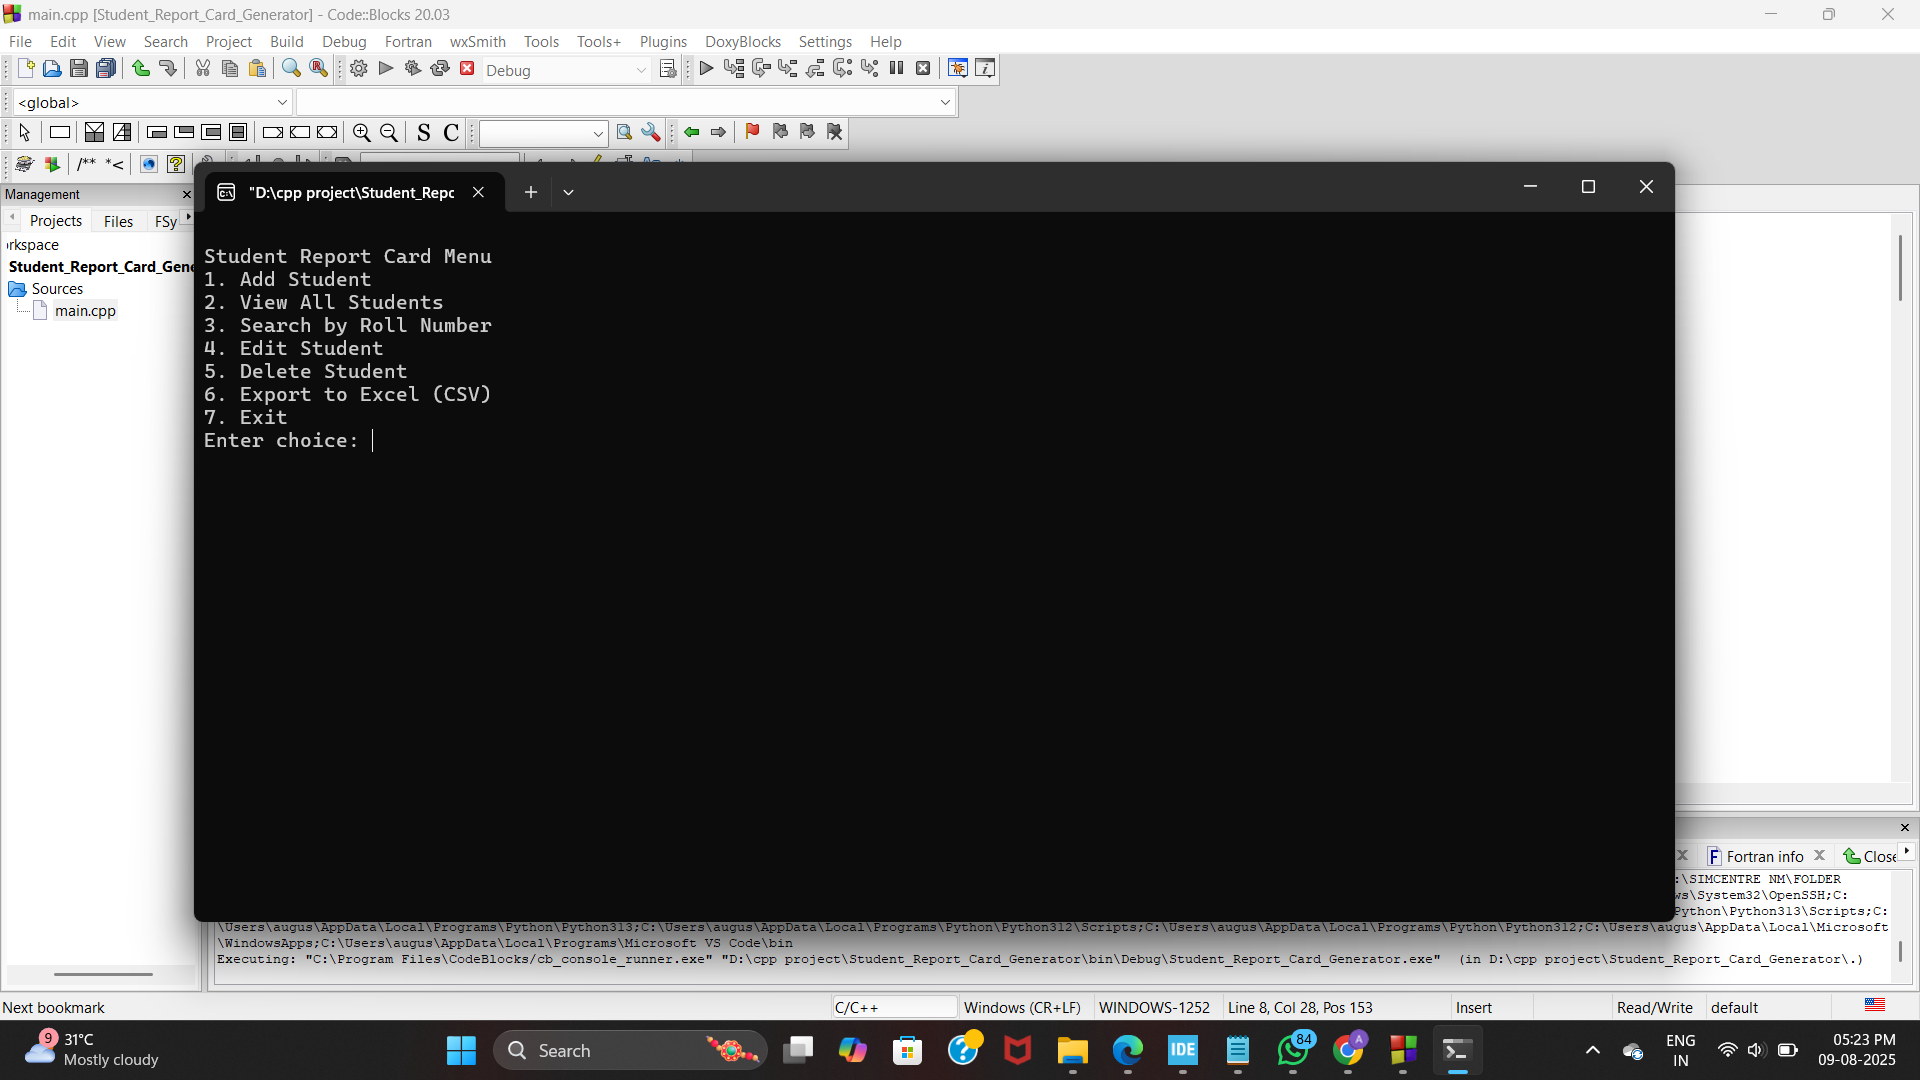 main.cpp [Student_Report_Card_Generator] - Code::Blocks 20.03
File Edit View Search Project Build Debug Fortran wxSmith Tools Tools+ Plugins DoxyBlocks Settings Help
Debug
<global>
S C
/** *<
Management
Projects Files FSy
"D:\cpp project\Student_Repc
rkspace
Student_Report_Card_Gene
Sources
main.cpp
Student Report Card Menu
1. Add Student
2. View All Students
3. Search by Roll Number
4. Edit Student
5. Delete Student
6. Export to Excel (CSV)
7. Exit
Enter choice:
Fortran info Close
:\SIMCENTRE NM\FOLDER
ws\System32\OpenSSH;C:
Python\Python313\Scripts;C:
\Users\augus\AppData\Local\Programs\Python\Python313;C:\Users\augus\AppData\Local\Programs\Python\Python312\Scripts;C:\Users\augus\AppData\Local\Programs\Python\Python312;C:\Users\augus\AppData\Local\Microsoft
\WindowsApps;C:\Users\augus\AppData\Local\Programs\Microsoft VS Code\bin
Executing: "C:\Program Files\CodeBlocks/cb_console_runner.exe" "D:\cpp project\Student_Report_Card_Generator\bin\Debug\Student_Report_Card_Generator.exe" (in D:\cpp project\Student_Report_Card_Generator\.)
Next bookmark C/C++ Windows (CR+LF) WINDOWS-1252 Line 8, Col 28, Pos 153 Insert Read/Write default
9 31°C
Mostly cloudy
Search
IDE
84
A
ENG
IN
05:23 PM
09-08-2025